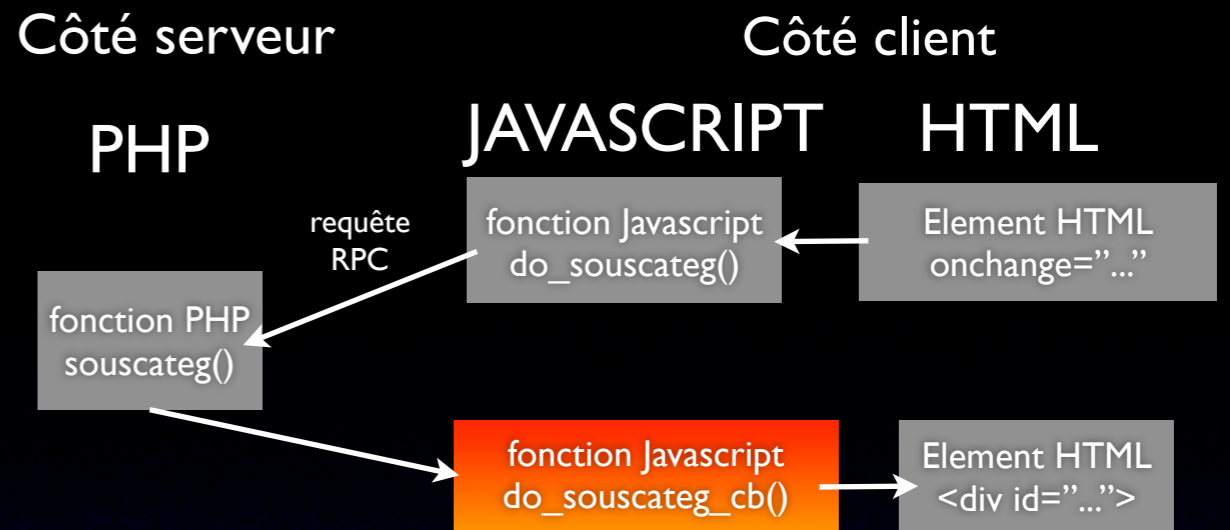 Côté serveur
Côté client
PHP
JAVASCRIPT
HTML
requête
RPC
fonction Javascript
do_souscateg()
Element HTML
onchange=”...”
fonction PHP
souscateg()
fonction Javascript
do_souscateg_cb()
Element HTML
<div id=”...”>